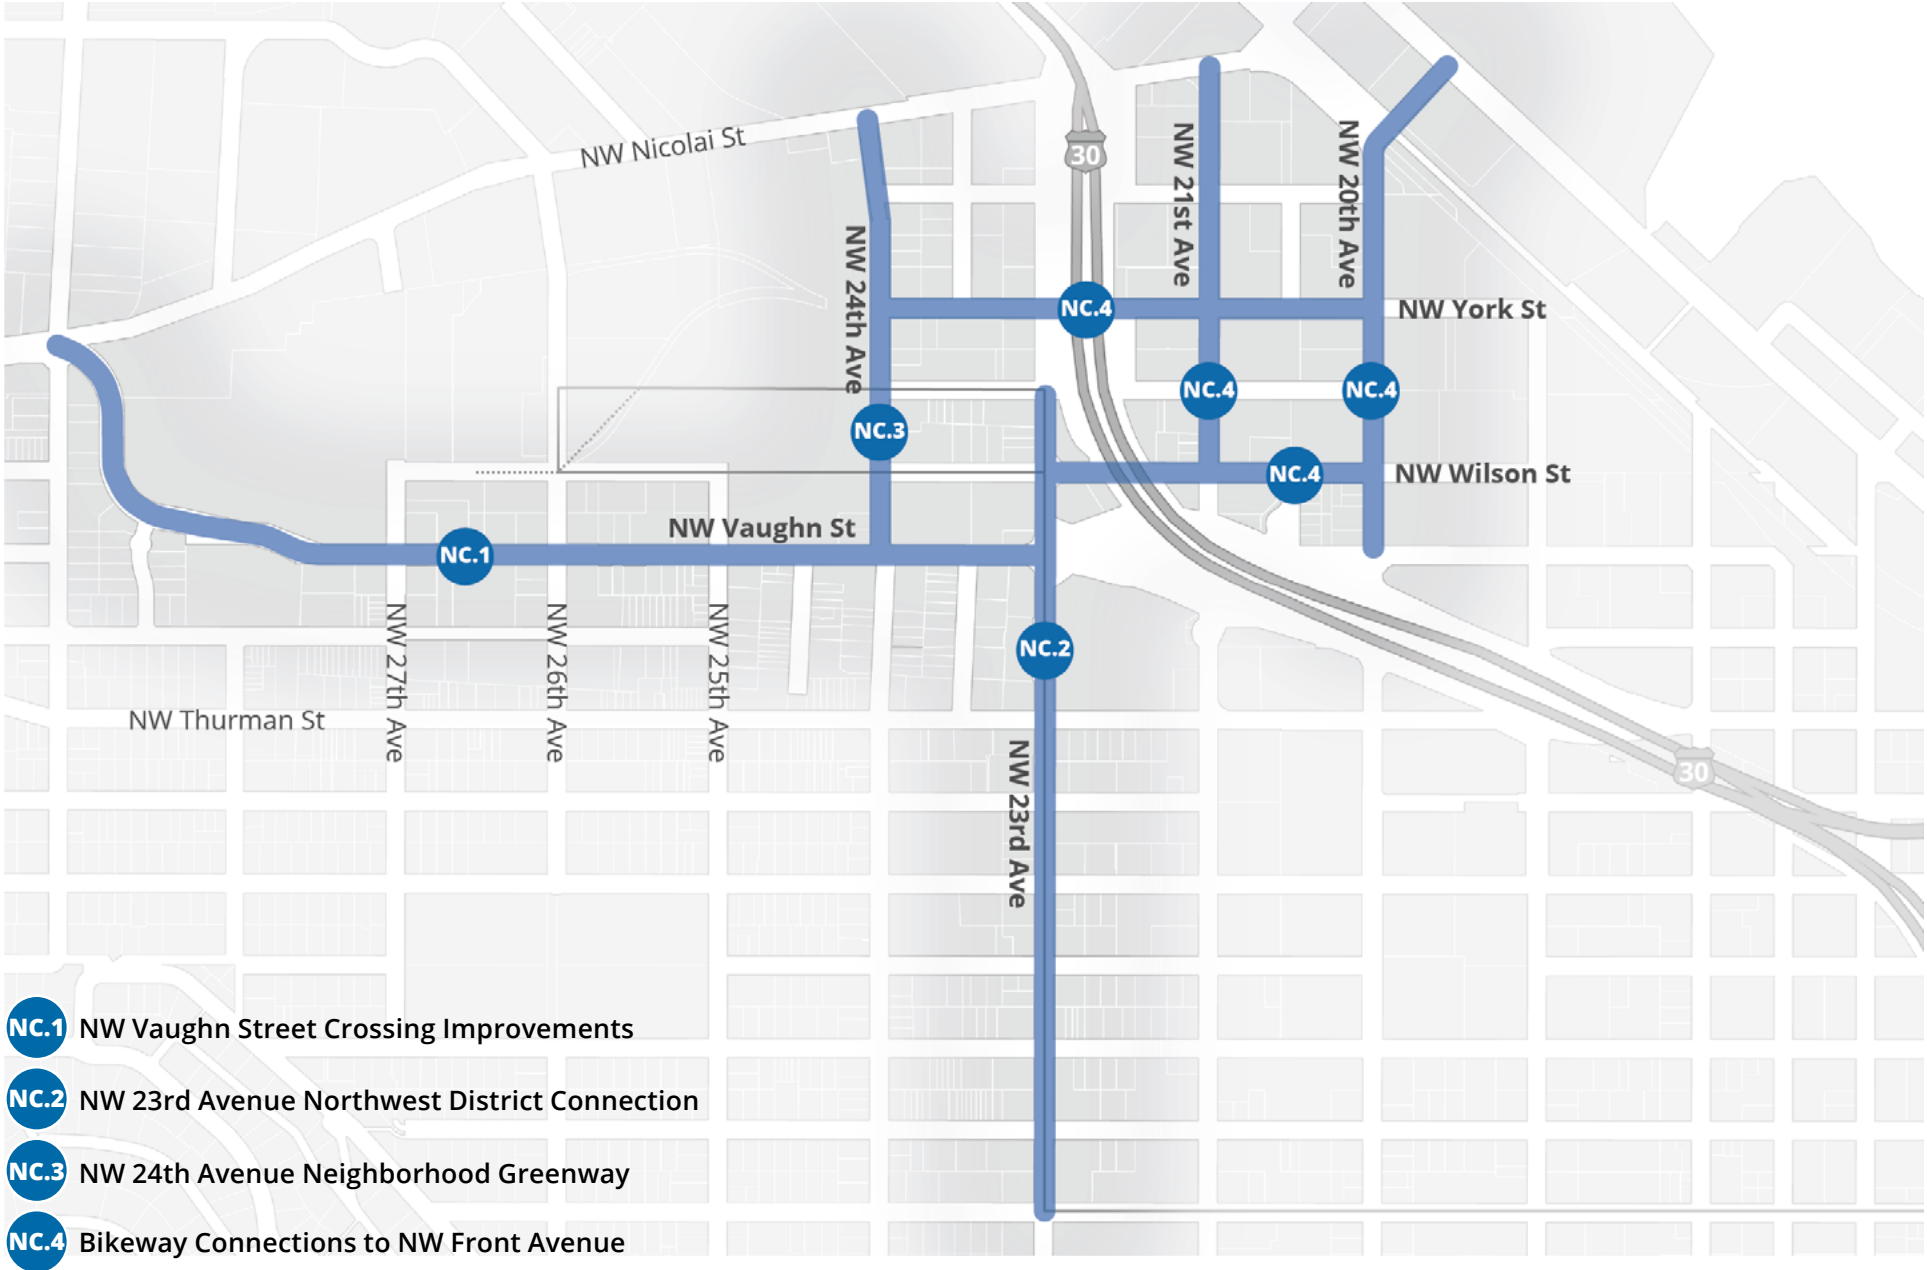 NW Nicolai St
30
NW 21st Ave
NW 20th Ave
NW 24th Ave
NC.4
NW York St
NC.4
NC.4
NC.3
NC.4
NW Wilson St
NW Vaughn St
NC.1
NW 27th Ave
NW 26th Ave
NW 25th Ave
NC.2
NW Thurman St
NW 23rd Ave
30
NC.1 NW Vaughn Street Crossing Improvements
NC.2 NW 23rd Avenue Northwest District Connection
NC.3 NW 24th Avenue Neighborhood Greenway
NC.4 Bikeway Connections to NW Front Avenue